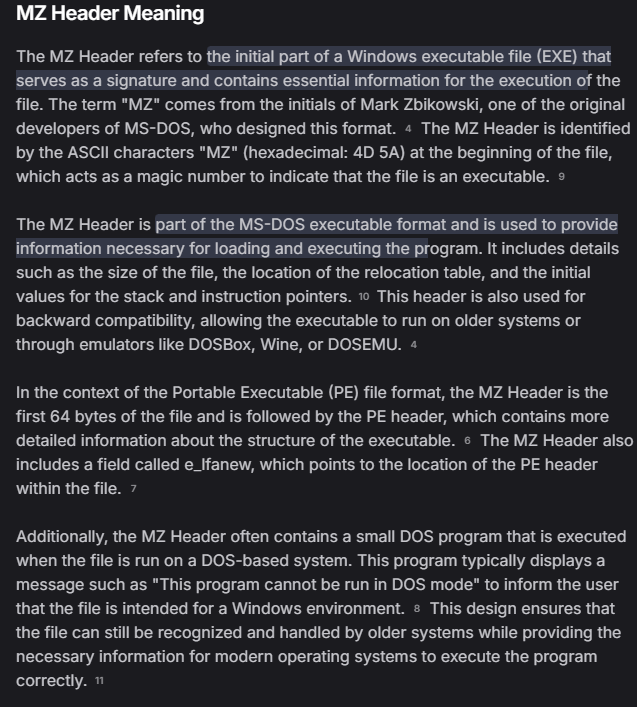 MZ Header Meaning
The MZ Header refers to the initial part of a Windows executable file (EXE) that
serves as a signature and contains essential information for the execution of the
file. The term "MZ" comes from the initials of Mark Zbikowski, one of the original
developers of MS-DOS, who designed this format. 4 The MZ Header is identified
by the ASCII characters "MZ" (hexadecimal: 4D 5A) at the beginning of the file,
which acts as a magic number to indicate that the file is an executable. 9
The MZ Header is part of the MS-DOS executable format and is used to provide
information necessary for loading and executing the program. It includes details
such as the size of the file, the location of the relocation table, and the initial
values for the stack and instruction pointers. 10 This header is also used for
backward compatibility, allowing the executable to run on older systems or
through emulators like DOSBox, Wine, or DOSEMU. 4
In the context of the Portable Executable (PE) file format, the MZ Header is the
first 64 bytes of the file and is followed by the PE header, which contains more
detailed information about the structure of the executable. 6 The MZ Header also
includes a field called e_lfanew, which points to the location of the PE header
within the file. 7
Additionally, the MZ Header often contains a small DOS program that is executed
when the file is run on a DOS-based system. This program typically displays a
message such as "This program cannot be run in DOS mode" to inform the user
that the file is intended for a Windows environment. 8 This design ensures that
the file can still be recognized and handled by older systems while providing the
necessary information for modern operating systems to execute the program
correctly. 11